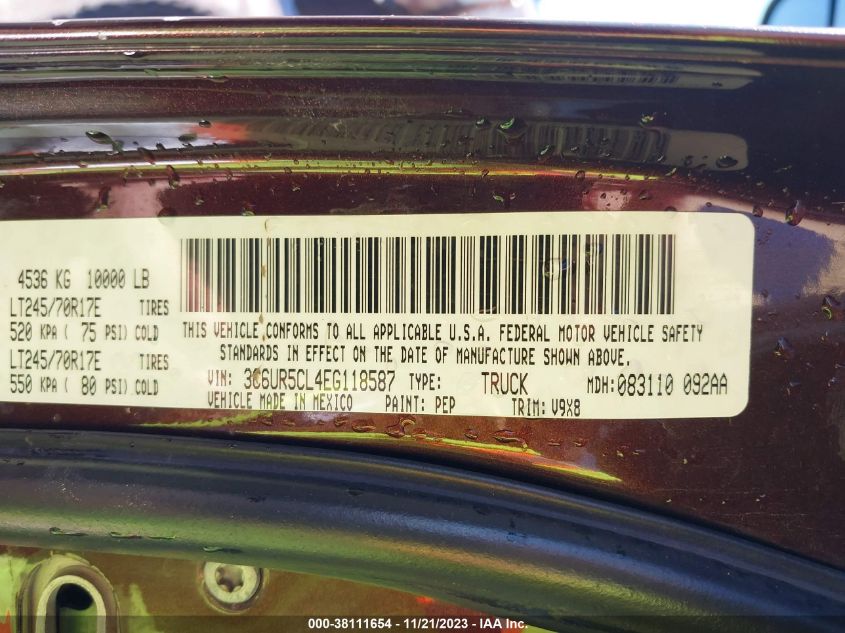 4536 KG 10000 LB
LT245/70R17E TIRES
520 KPA ( 75 PSI) COLD
LT245/70R17E TIRES
550 KPA ( 80 PSI) COLD
THIS VEHICLE CONFORMS TO ALL APPLICABLE U.S.A. FEDERAL MOTOR VEHICLE SAFETY
STANDARDS IN EFFECT ON THE DATE OF MANUFACTURE SHOWN ABOVE.
VIN: 3C6UR5CL4EG118587 TYPE: TRUCK MDH: 083110 092AA
VEHICLE MADE IN MEXICO PAINT: PEP TRIM: V9X8
000-38111654 - 11/21/2023 - IAA Inc.